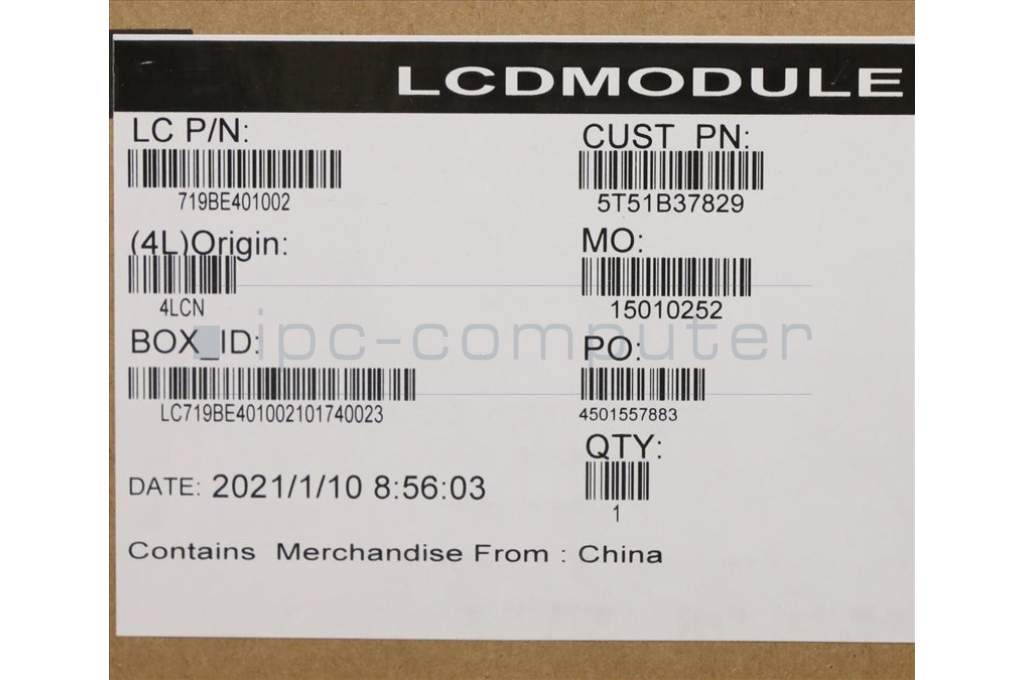 LCDMODULE
LC P/N:
719BE401002
CUST PN:
5T51B37829
(4L)Origin:
4LCN
MO:
15010252
ipc-computer
BOX_ID:
LC719BE401002101740023
PO:
4501557883
QTY:
1
DATE: 2021/1/10 8:56:03
Contains Merchandise From : China